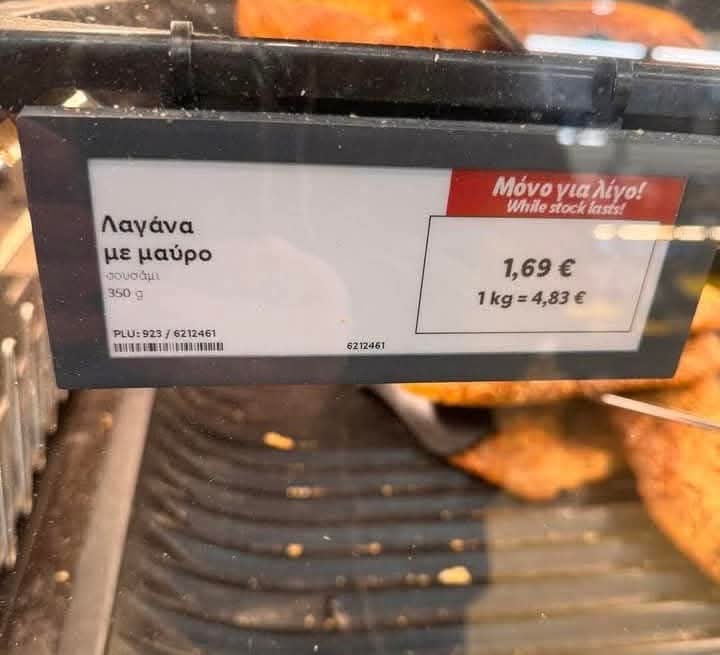 Μόνο για λίγο!
While stock lasts!
Λαγάνα
με μαύρο
σουσάμι
350 g
1,69 €
1 kg = 4,83 €
PLU: 923 / 6212461
6212461